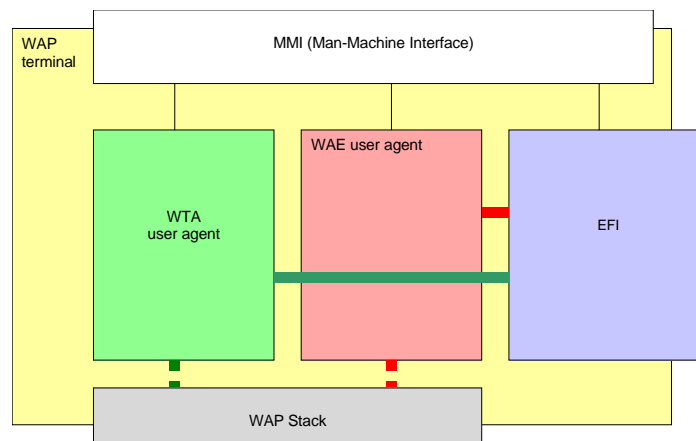 MMI (Man-Machine Interface)
WAP
terminal
WAE user agent
WTA
user agent
EFI
WAP Stack